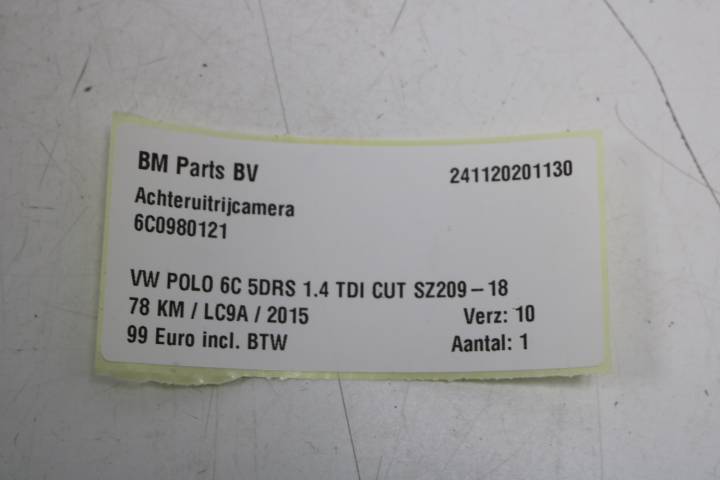 BM Parts BV 241120201130
Achteruitrijcamera
6C0980121
VW POLO 6C 5DRS 1.4 TDI CUT SZ209-18
78 KM / LC9A / 2015 Verz: 10
99 Euro incl. BTW Aantal: 1